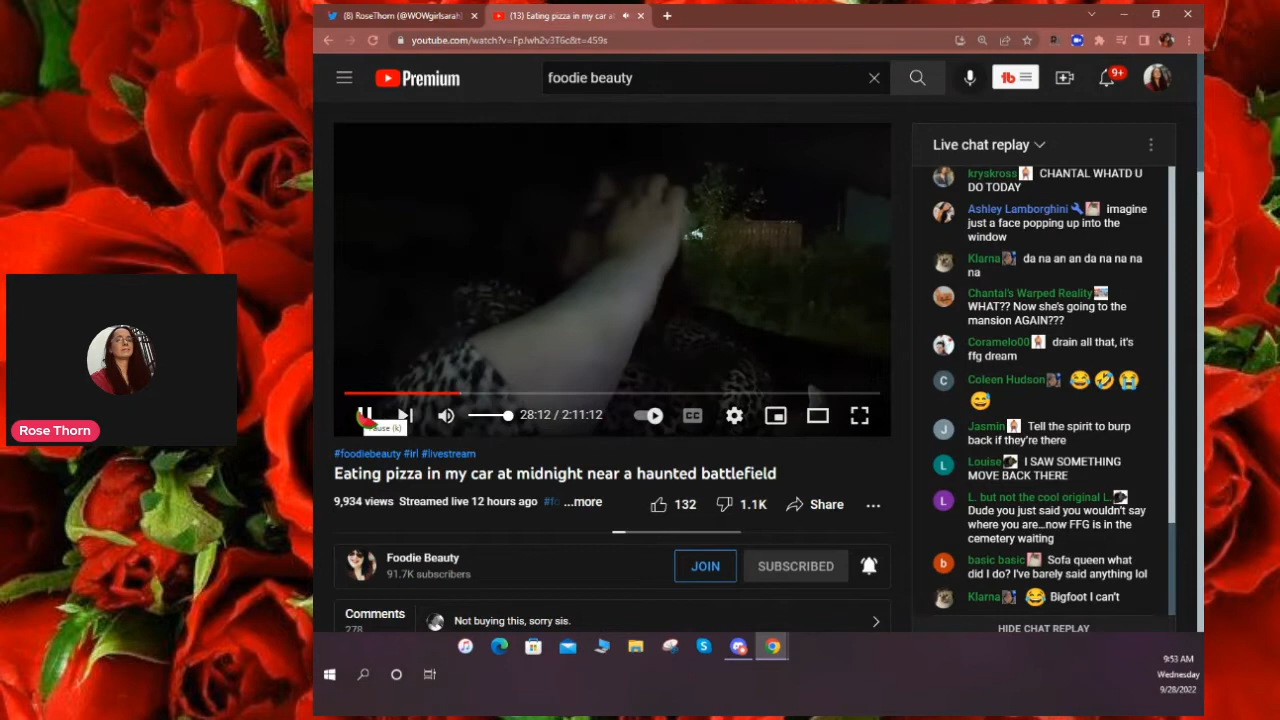 (8) RoseThorn (@WOWgirlsarah
(13) Eating pizza in my car at
youtube.com/watch?v=FpJwh2v3T6c&t=459s
Premium
foodie beauty
9+
Live chat replay
kryskross CHANTAL WHATD U
DO TODAY
Ashley Lamborghini imagine
just a face popping up into the
window
Klarna da na an an da na na na
na
Chantal's Warped Reality
WHAT?? Now she's going to the
mansion AGAIN???
Coramelo00 drain all that, it's
ffg dream
Coleen Hudson
Jasmin Tell the spirit to burp
back if they're there
Louise I SAW SOMETHING
MOVE BACK THERE
L. but not the cool original L.
Dude you just said you wouldn't say
where you are...now FFG is in the
cemetery waiting
basic basic Sofa queen what
did I do? I've barely said anything lol
Klarna Bigfoot I can't
HIDE CHAT REPLAY
28:12 / 2:11:12
CC
Pause (k)
#foodiebeauty #irl #livestream
Eating pizza in my car at midnight near a haunted battlefield
9,934 views Streamed live 12 hours ago #fo ...more
132
1.1K
Share
Foodie Beauty
91.7K subscribers
JOIN
SUBSCRIBED
Comments
278
Not buying this, sorry sis.
Rose Thorn
9:53 AM
Wednesday
9/28/2022